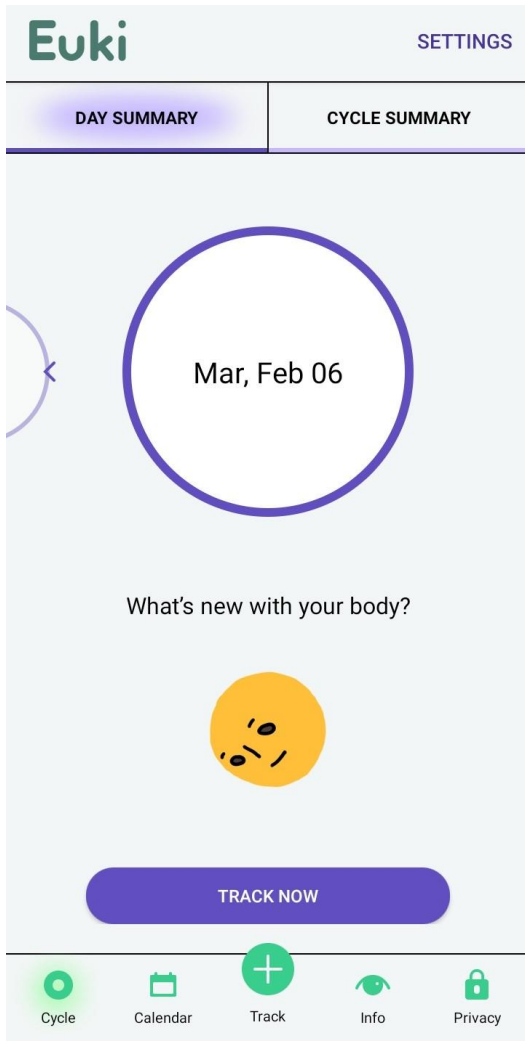 Euki
SETTINGS
DAY SUMMARY
CYCLE SUMMARY
Mar, Feb 06
What's new with your body?
TRACK NOW
Cycle
Calendar
Track
Info
Privacy